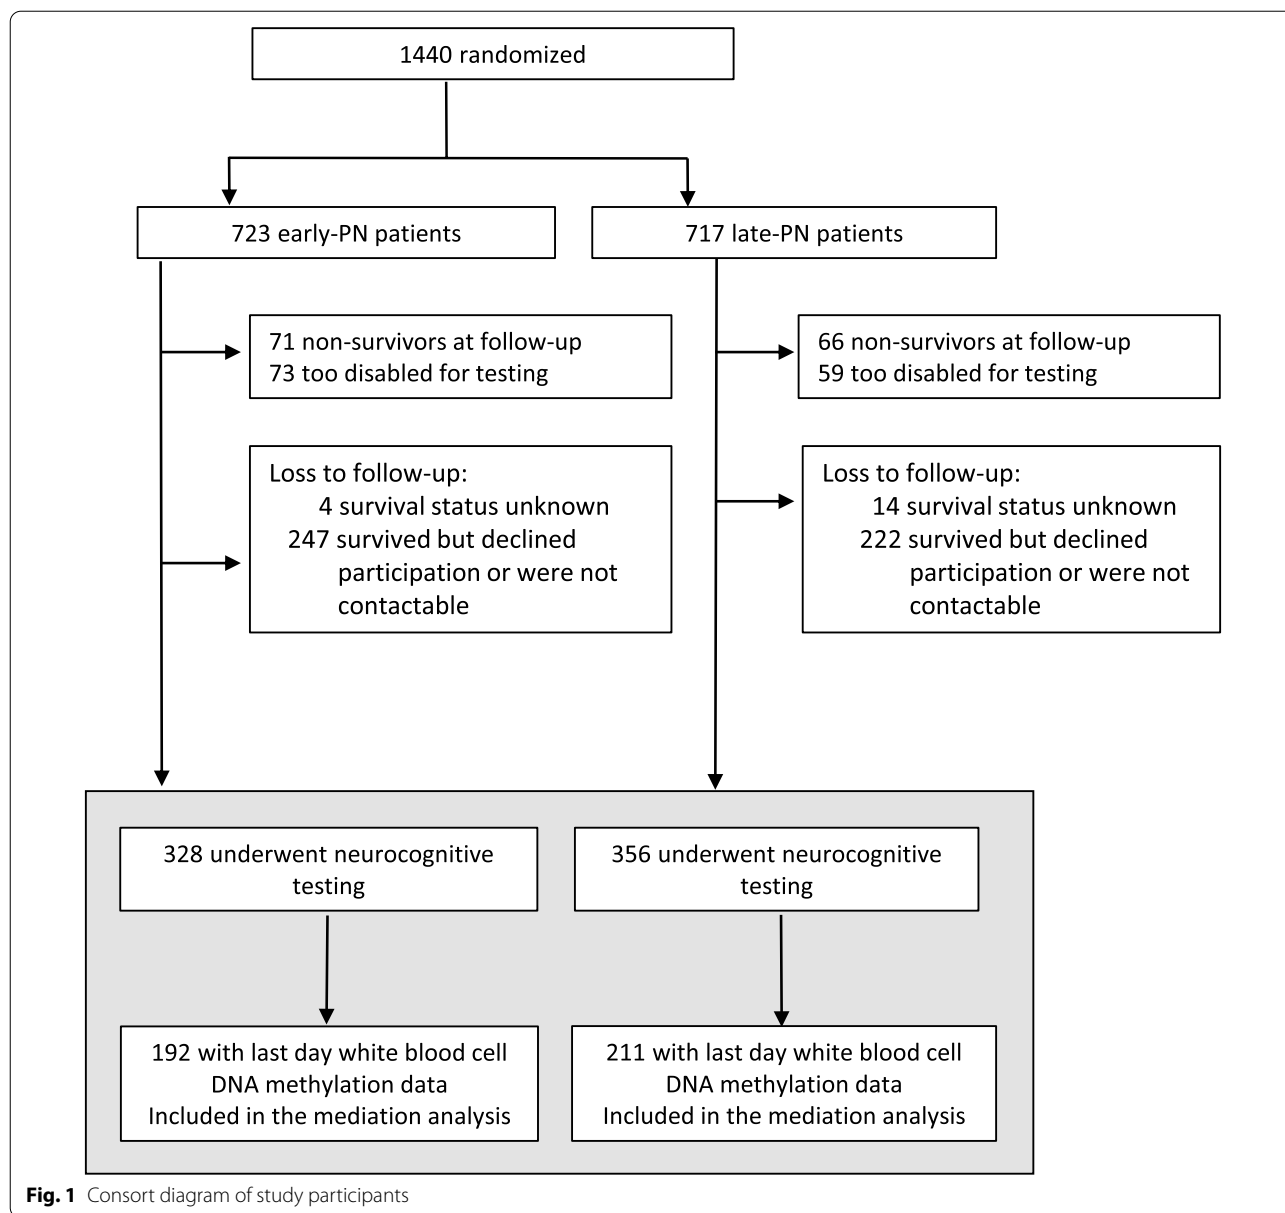 1440 randomized
723 early-PN patients
717 late-PN patients
71 non-survivors at follow-up
73 too disabled for testing
66 non-survivors at follow-up
59 too disabled for testing
Loss to follow-up:
4 survival status unknown
247 survived but declined
participation or were not
contactable
Loss to follow-up:
14 survival status unknown
222 survived but declined
participation or were not
contactable
328 underwent neurocognitive
testing
356 underwent neurocognitive
testing
192 with last day white blood cell
DNA methylation data
Included in the mediation analysis
211 with last day white blood cell
DNA methylation data
Included in the mediation analysis
Fig. 1 Consort diagram of study participants